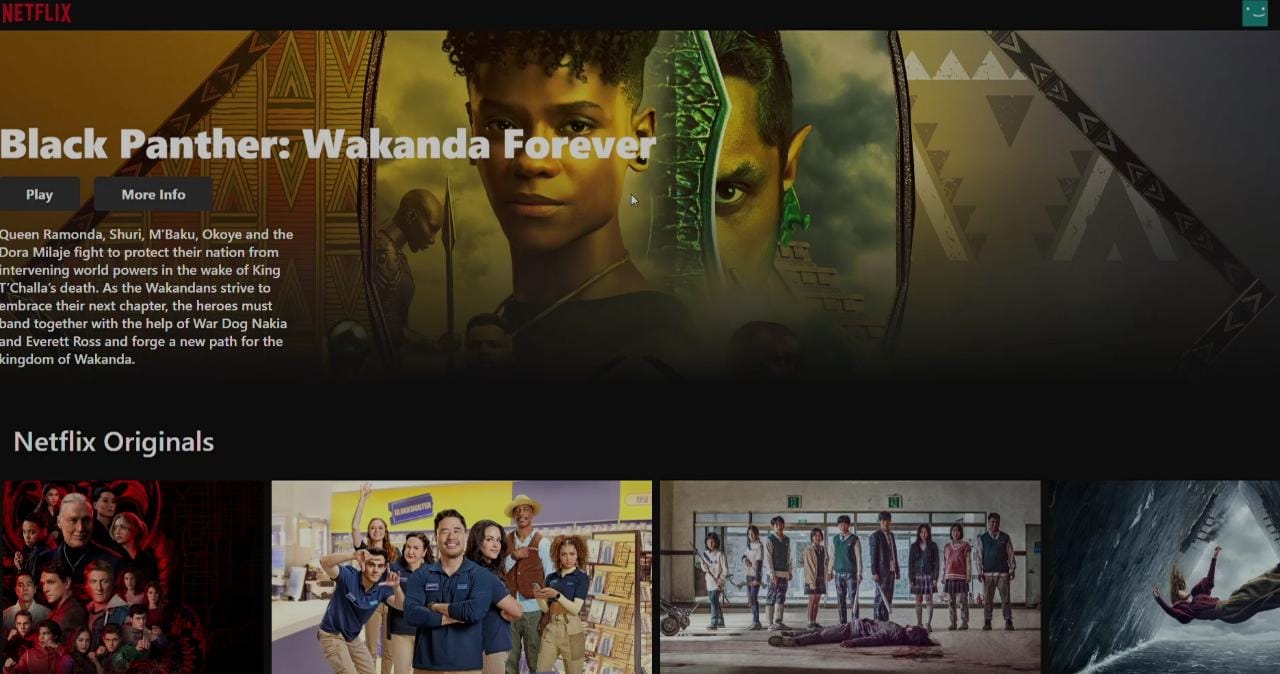 NETFLIX
Black Panther: Wakanda Forever
Play
More Info
Queen Ramonda, Shuri, M'Baku, Okoye and the
Dora Milaje fight to protect their nation from
intervening world powers in the wake of King
T'Challa's death. As the Wakandans strive to
embrace their next chapter, the heroes must
band together with the help of War Dog Nakia
and Everett Ross and forge a new path for the
kingdom of Wakanda.
Netflix Originals
BLOCKBUSTER